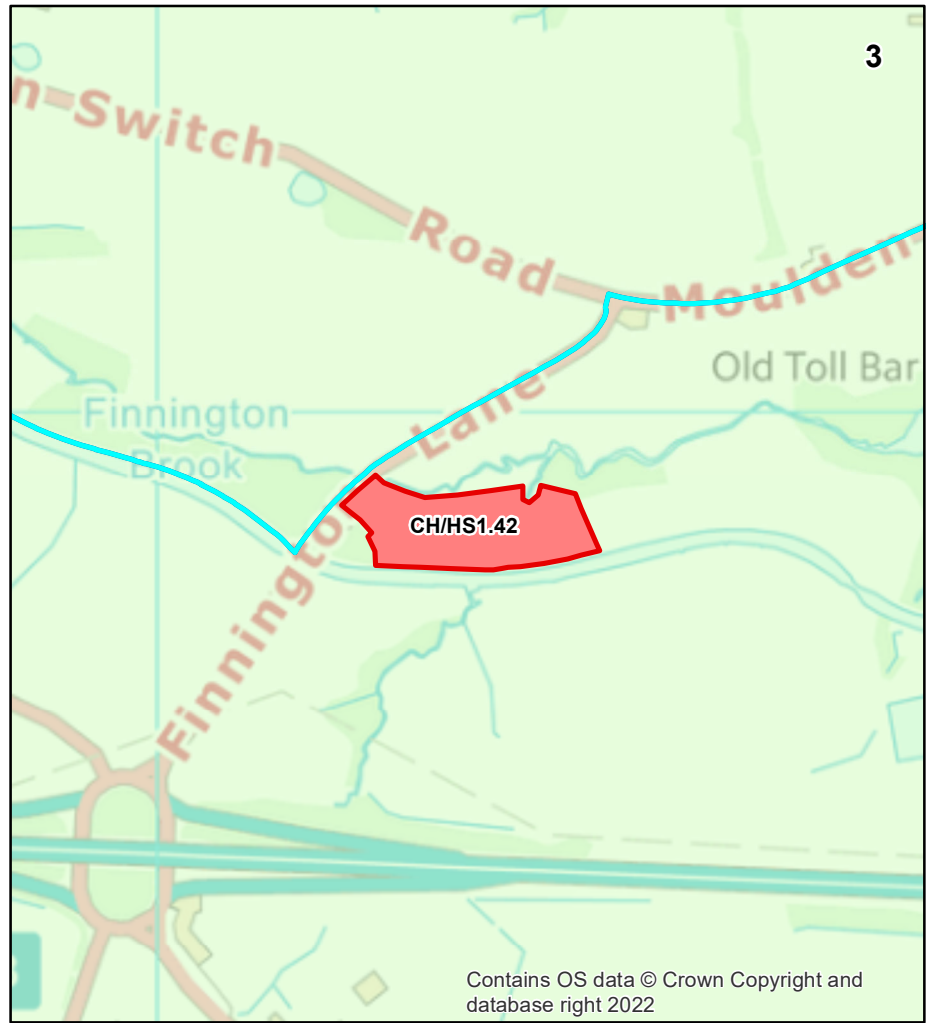 3
n Switch
Road
Moulden
Old Toll Bar
Finnington
Brook
Lane
CH/HS1.42
Finnington
Contains OS data © Crown Copyright and
database right 2022